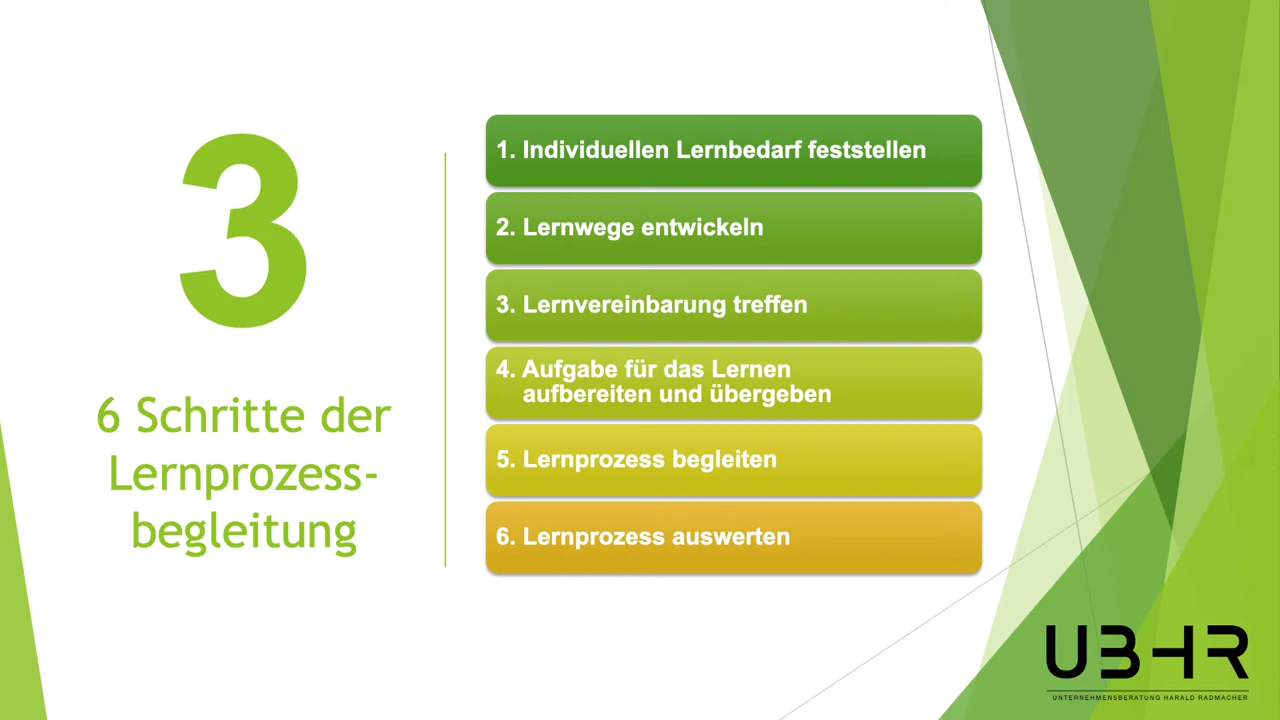 3
6 Schritte der
Lernprozess-
begleitung
1. Individuellen Lernbedarf feststellen
2. Lernwege entwickeln
3. Lernvereinbarung treffen
4. Aufgabe für das Lernen
aufbereiten und übergeben
5. Lernprozess begleiten
6. Lernprozess auswerten
UBHR
UNTERNEHMENSBERATUNG HARALD RADMACHER